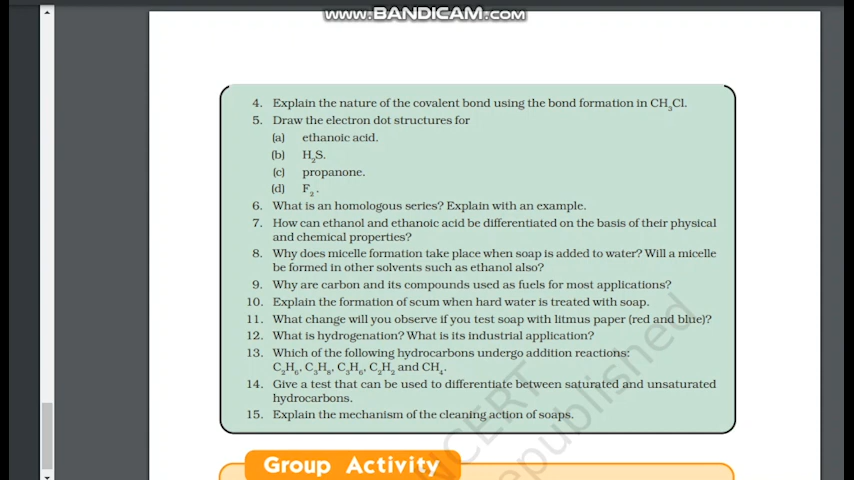 www.BANDICAM.com
4. Explain the nature of the covalent bond using the bond formation in CH₃Cl.
5. Draw the electron dot structures for
(a) ethanoic acid.
(b) H₂S.
(c) propanone.
(d) F₂.
6. What is an homologous series? Explain with an example.
7. How can ethanol and ethanoic acid be differentiated on the basis of their physical
and chemical properties?
8. Why does micelle formation take place when soap is added to water? Will a micelle
be formed in other solvents such as ethanol also?
9. Why are carbon and its compounds used as fuels for most applications?
10. Explain the formation of scum when hard water is treated with soap.
11. What change will you observe if you test soap with litmus paper (red and blue)?
12. What is hydrogenation? What is its industrial application?
13. Which of the following hydrocarbons undergo addition reactions:
C₂H₆, C₃H₈, C₃H₆, C₂H₂ and CH₄.
14. Give a test that can be used to differentiate between saturated and unsaturated
hydrocarbons.
15. Explain the mechanism of the cleaning action of soaps.
NCERT
republished
Group Activity